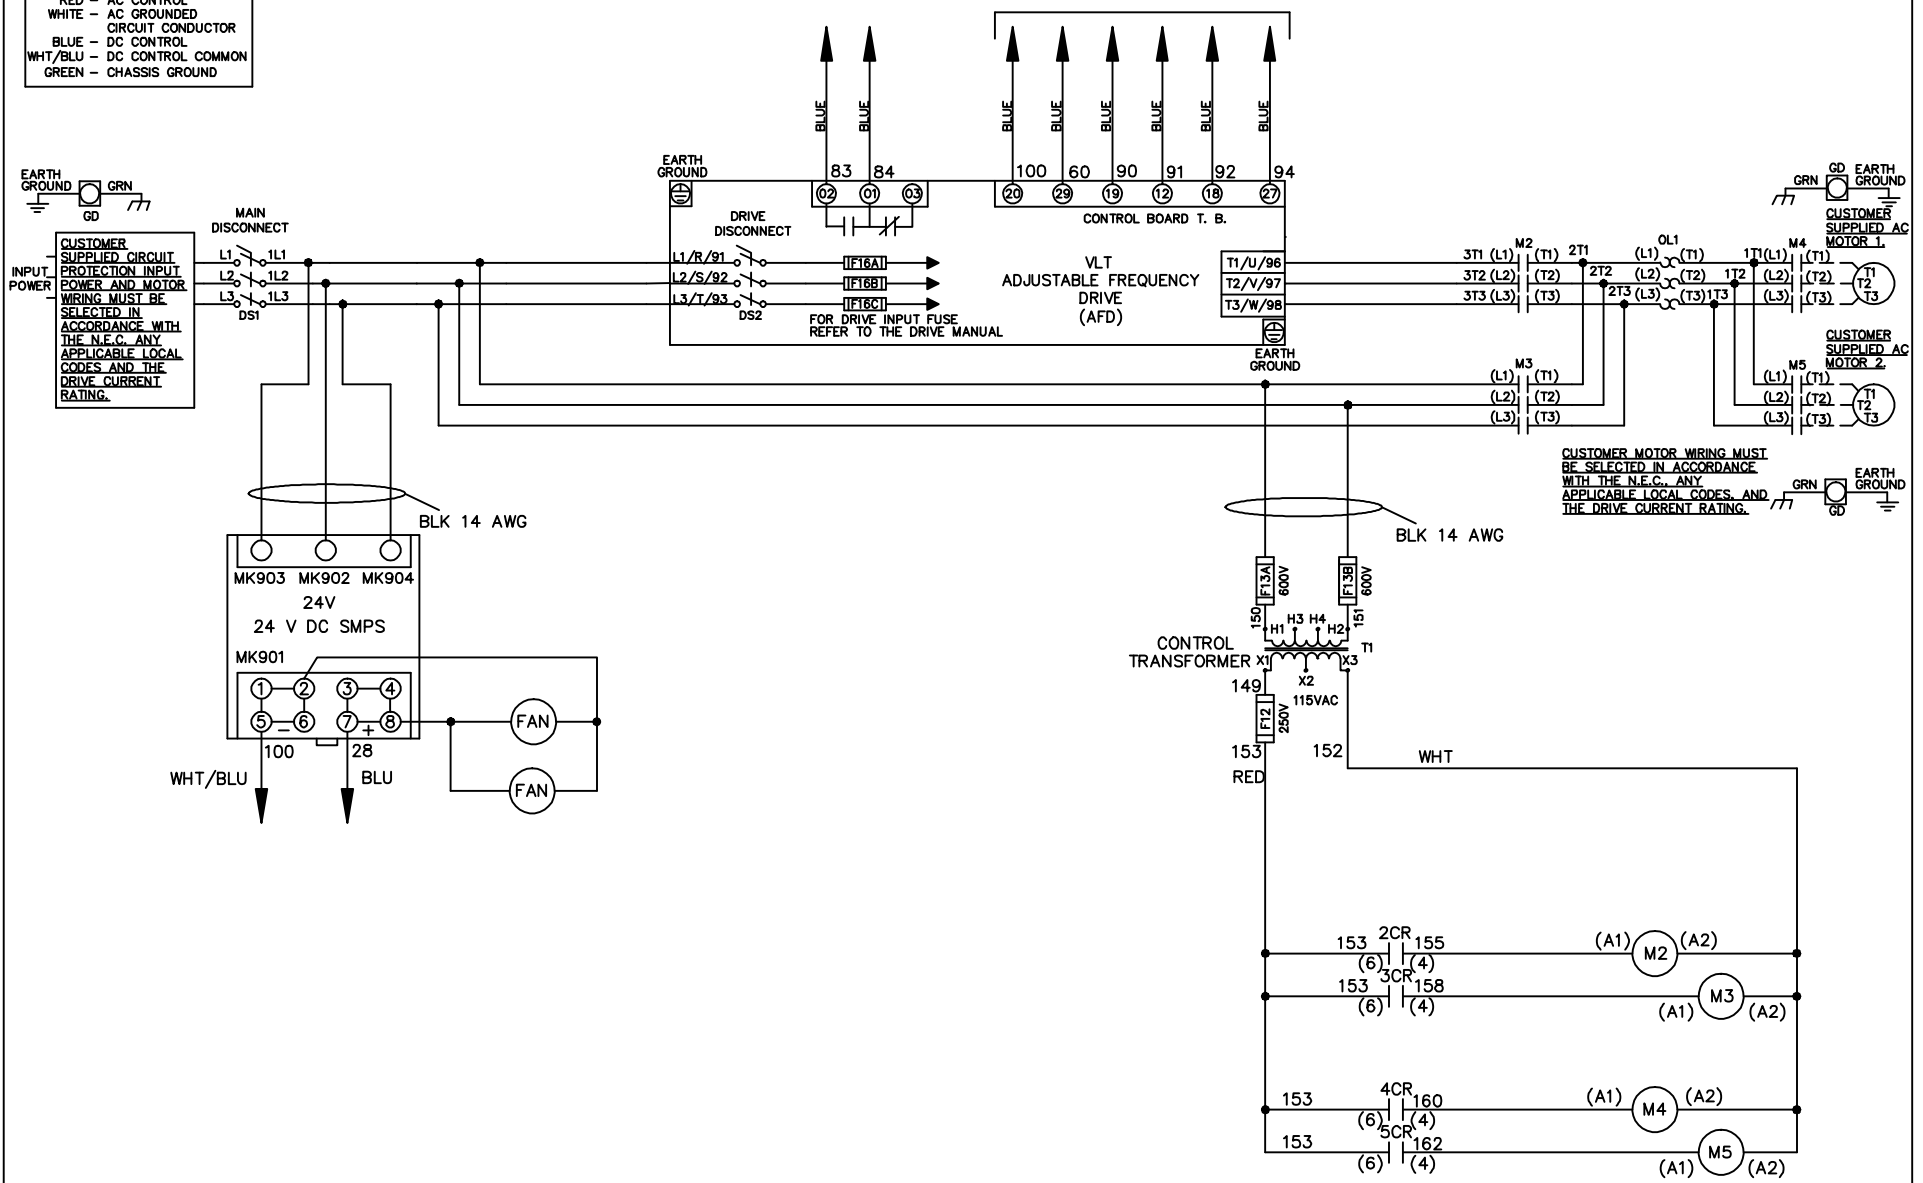 RED – AC CONTROL
WHITE – AC GROUNDED
CIRCUIT CONDUCTOR
BLUE – DC CONTROL
WHT/BLU – DC CONTROL COMMON
GREEN – CHASSIS GROUND
BLUE
BLUE
BLUE
BLUE
BLUE
BLUE
BLUE
BLUE
EARTH
GROUND
GRN
GD
MAIN
DISCONNECT
L1 1L1
L2 1L2
L3 1L3
DS1
INPUT
POWER
CUSTOMER
SUPPLIED CIRCUIT
PROTECTION INPUT
POWER AND MOTOR
WIRING MUST BE
SELECTED IN
ACCORDANCE WITH
THE N.E.C. ANY
APPLICABLE LOCAL
CODES AND THE
DRIVE CURRENT
RATING.
EARTH
GROUND
83 84
02 01 03
100 60 90 91 92 94
20 29 19 12 18 27
CONTROL BOARD T. B.
DRIVE
DISCONNECT
L1/R/91
L2/S/92
L3/T/93
DS2
F16A
F16B
F16C
FOR DRIVE INPUT FUSE
REFER TO THE DRIVE MANUAL
VLT
ADJUSTABLE FREQUENCY
DRIVE
(AFD)
T1/U/96
T2/V/97
T3/W/98
EARTH
GROUND
M2
3T1 (L1) (T1) 2T1
3T2 (L2) (T2) 2T2
3T3 (L3) (T3) 2T3
OL1
(L1) (T1) 1T1
(L2) (T2) 1T2
(L3) (T3) 1T3
M4
(L1) (T1)
(L2) (T2)
(L3) (T3)
T1
T2
T3
GRN
GD
EARTH
GROUND
CUSTOMER
SUPPLIED AC
MOTOR 1.
M3
(L1) (T1)
(L2) (T2)
(L3) (T3)
CUSTOMER
SUPPLIED AC
MOTOR 2.
M5
(L1) (T1)
(L2) (T2)
(L3) (T3)
T1
T2
T3
CUSTOMER MOTOR WIRING MUST
BE SELECTED IN ACCORDANCE
WITH THE N.E.C., ANY
APPLICABLE LOCAL CODES, AND
THE DRIVE CURRENT RATING.
GRN
GD
EARTH
GROUND
BLK 14 AWG
MK903 MK902 MK904
24V
24 V DC SMPS
MK901
1 2 3 4
5 6 7 8
– +
100 28
WHT/BLU BLU
FAN
FAN
BLK 14 AWG
F13A
600V
F13B
600V
150
151
H1 H3 H4 H2
T1
CONTROL
TRANSFORMER
X1 X3
X2
115VAC
149
F12
250V
153
RED
152
WHT
2CR
153 155
(6) (4)
(A1) M2 (A2)
3CR
153 158
(6) (4)
(A1) M3 (A2)
4CR
153 160
(6) (4)
(A1) M4 (A2)
5CR
153 162
(6) (4)
(A1) M5 (A2)